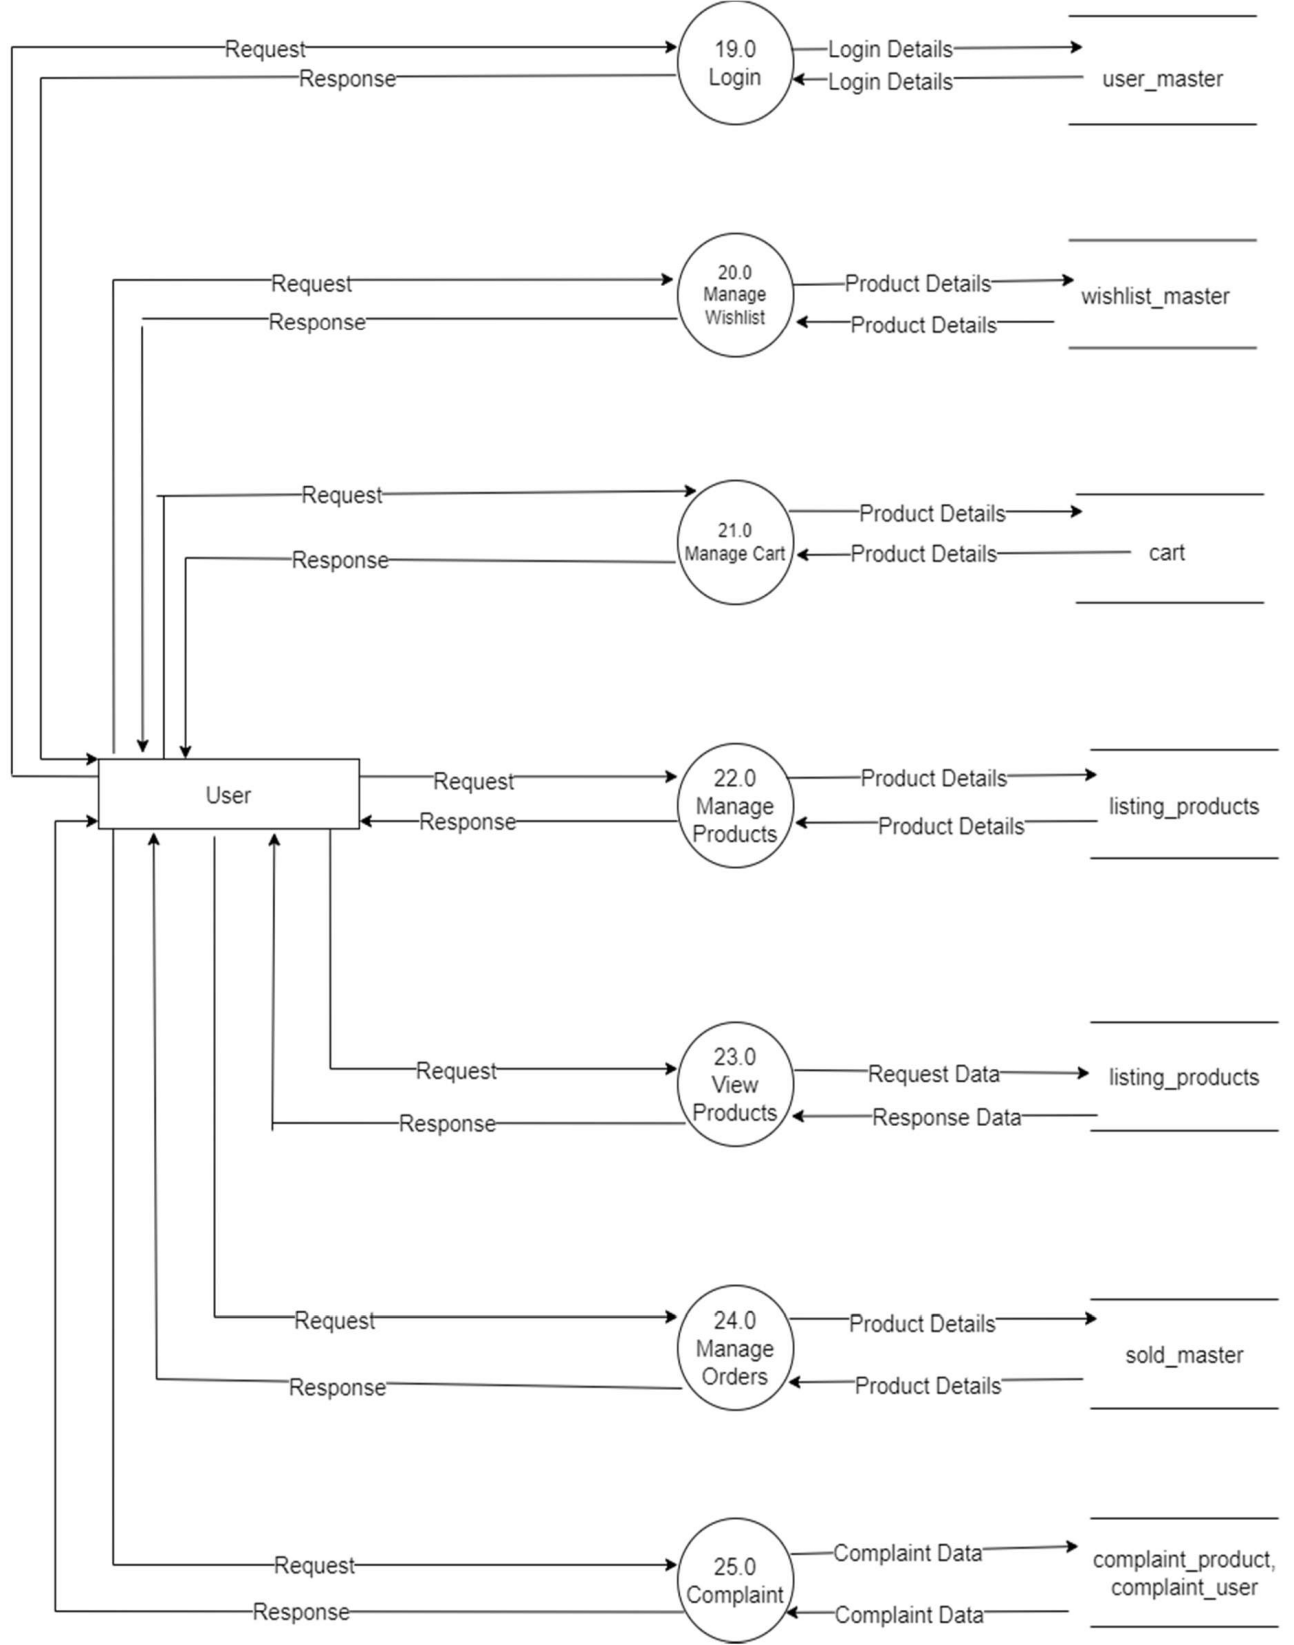 Request
19.0
Login
Login Details
Response
Login Details
user_master
Request
20.0
Manage
Wishlist
Product Details
wishlist_master
Response
Product Details
Request
21.0
Manage Cart
Product Details
Response
Product Details
cart
User
Request
22.0
Manage
Products
Product Details
listing_products
Response
Product Details
Request
23.0
View
Products
Request Data
listing_products
Response
Response Data
Request
24.0
Manage
Orders
Product Details
sold_master
Response
Product Details
Request
25.0
Complaint
Complaint Data
complaint_product,
complaint_user
Response
Complaint Data